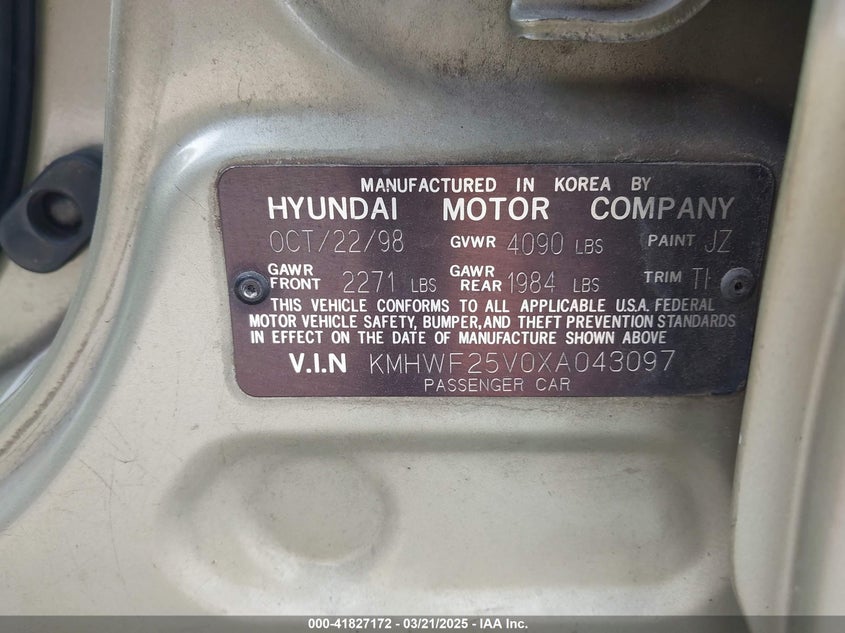 MANUFACTURED IN KOREA BY
HYUNDAI MOTOR COMPANY
OCT/22/98 GVWR 4090 LBS PAINT JZ
GAWR FRONT 2271 LBS GAWR REAR 1984 LBS TRIM
THIS VEHICLE CONFORMS TO ALL APPLICABLE U.S.A. FEDERAL
MOTOR VEHICLE SAFETY, BUMPER, AND THEFT PREVENTION STANDARDS
IN EFFECT ON THE DATE OF MANUFACTURE SHOWN ABOVE
V.I.N KMHWF25V0XA043097
PASSENGER CAR
000-41827172 — 03/21/2025 — IAA Inc.